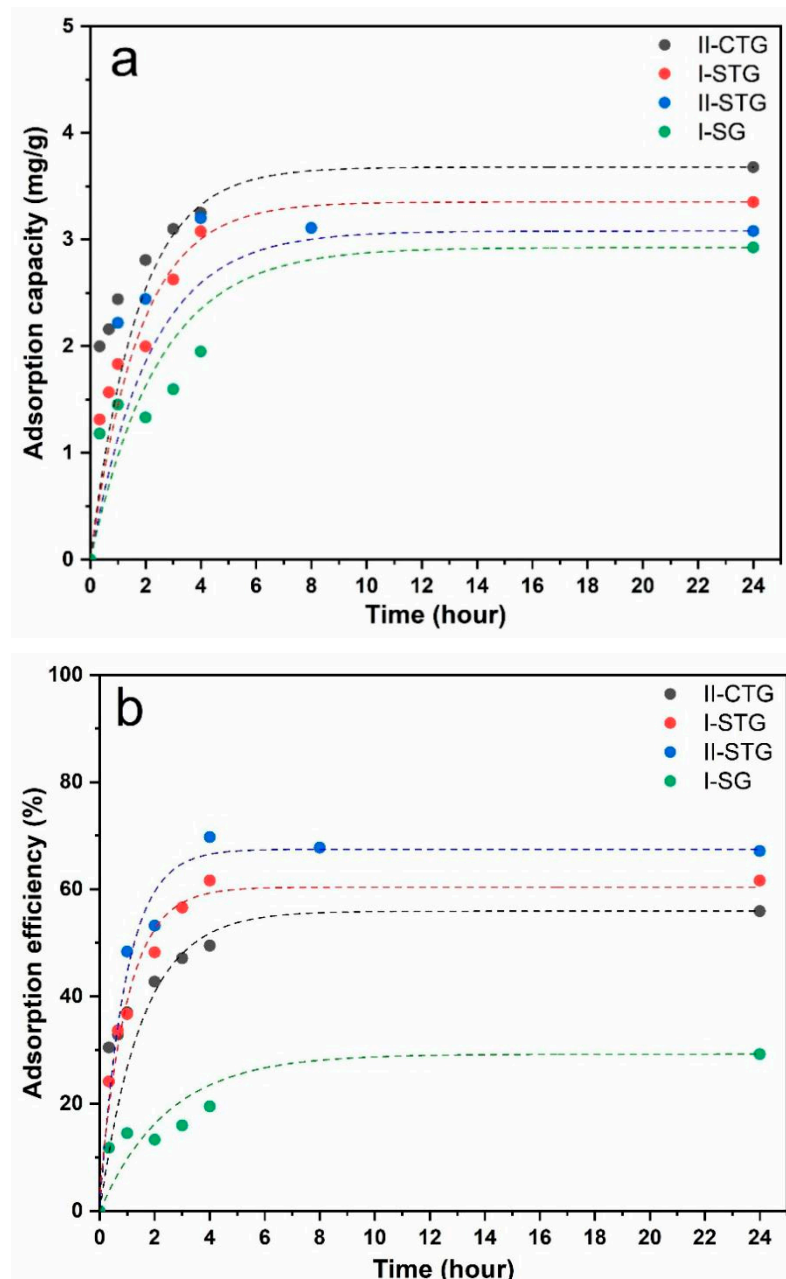 a
II-CTG
I-STG
II-STG
I-SG
5
4
3
2
1
0
Adsorption capacity (mg/g)
0 2 4 6 8 10 12 14 16 18 20 22 24
Time (hour)
b
II-CTG
I-STG
II-STG
I-SG
100
80
60
40
20
0
Adsorption efficiency (%)
0 2 4 6 8 10 12 14 16 18 20 22 24
Time (hour)